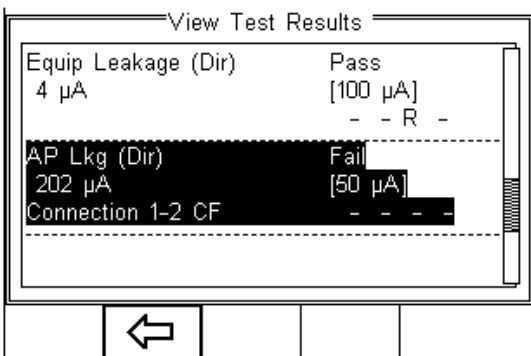 View Test Results
Equip Leakage (Dir) Pass
4 µA [100 µA]
- - R -
AP Lkg (Dir) Fail
202 µA [50 µA]
Connection 1-2 CF - - - -